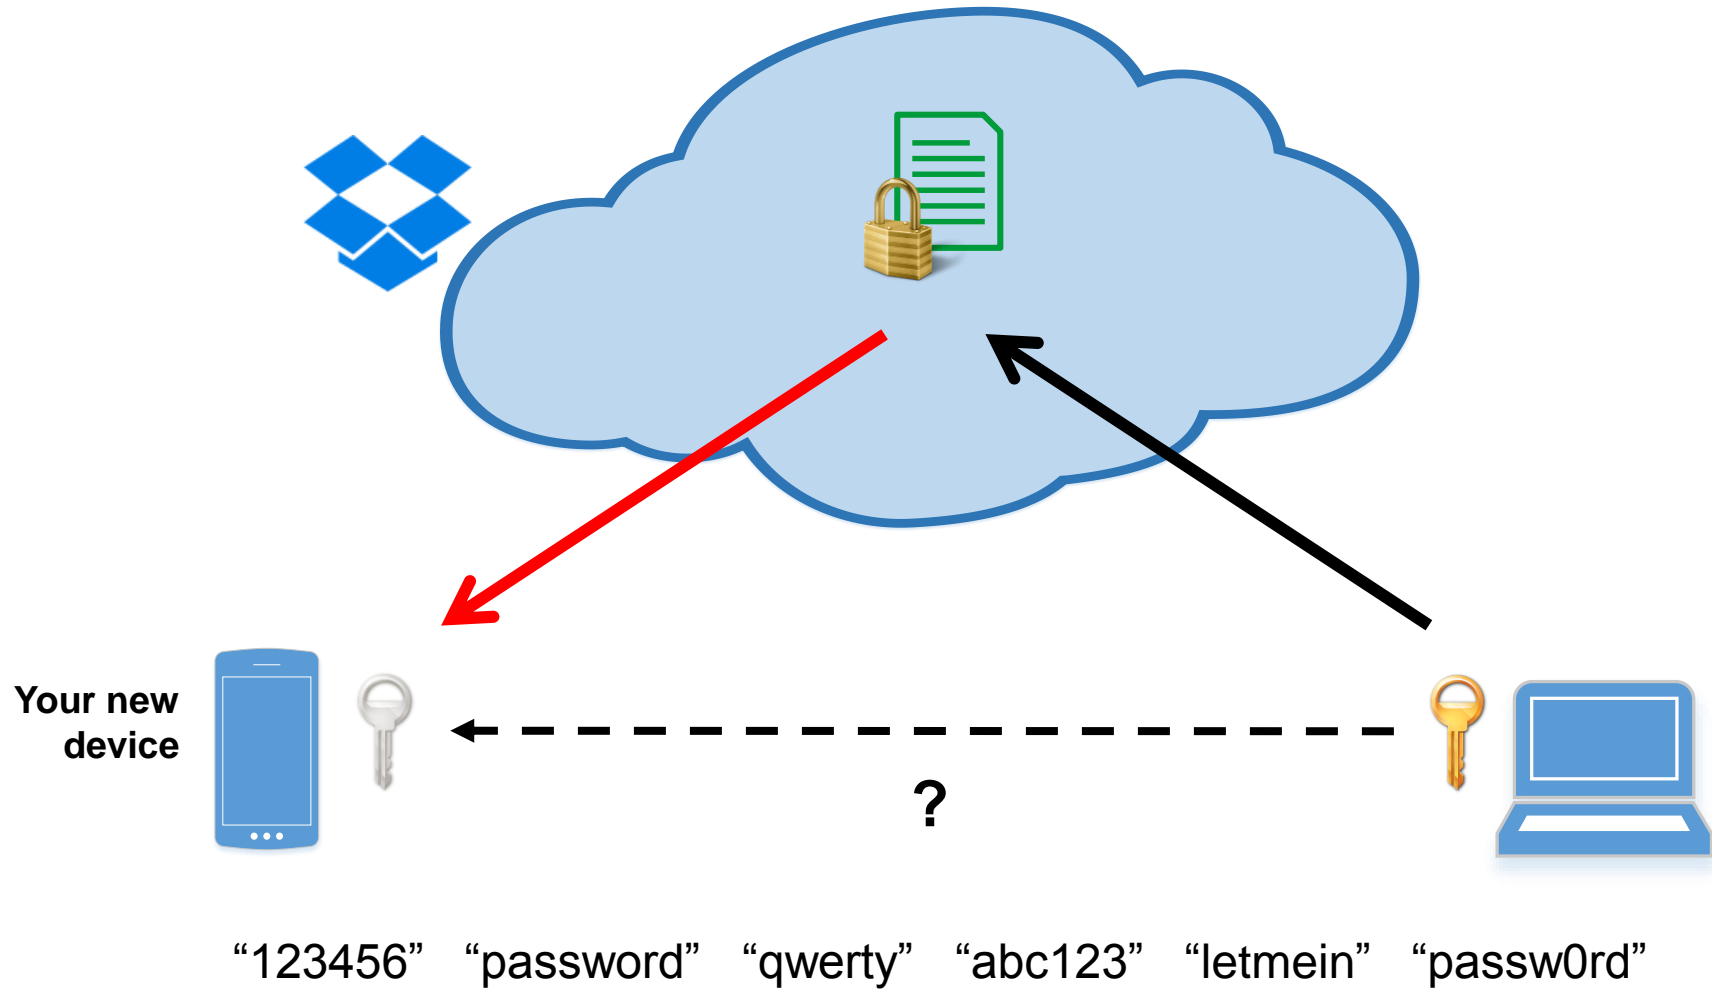 Your new
device
?
“123456” “password” “qwerty” “abc123” “letmein” “passw0rd”